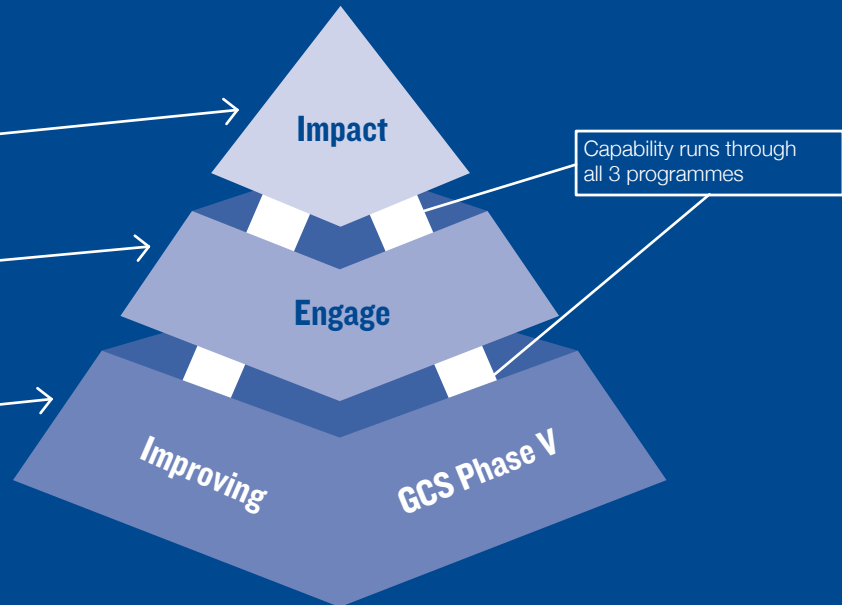 Impact
Capability runs through
all 3 programmes
Engage
Improving
GCS Phase V